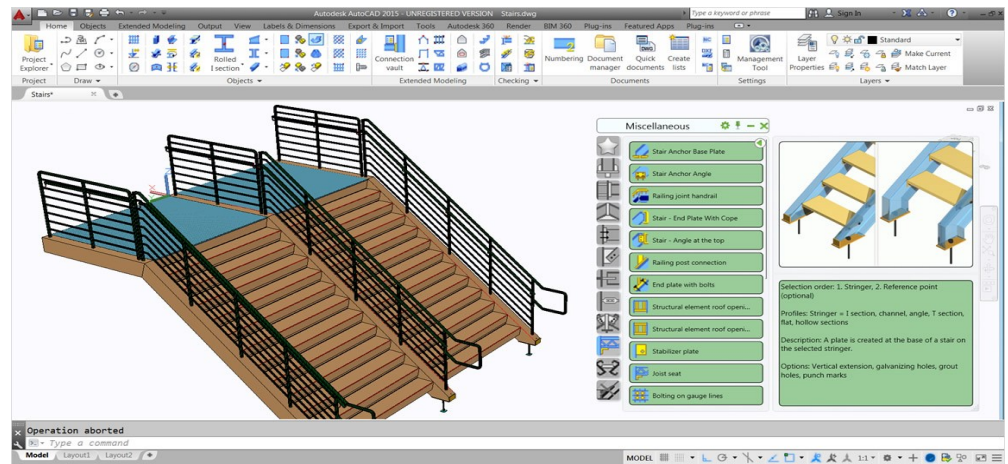 Autodesk AutoCAD 2015 - UNREGISTERED VERSION Stairs.dwg
Type a keyword or phrase
Sign In
Home Objects Extended Modeling Output View Labels & Dimensions Export & Import Tools Autodesk 360 Render BIM 360 Plug-ins Featured Apps Plug-ins
Project Explorer
Rolled I section
Connection vault
Numbering
Document manager
Quick documents
Create lists
Management Tool
Layer Properties
Standard
Make Current
Match Layer
Project Draw Objects Extended Modeling Checking Documents Settings Layers
Stairs*
Miscellaneous
Stair Anchor Base Plate
Stair Anchor Angle
Railing joint handrail
Stair - End Plate With Cope
Stair - Angle at the top
Railing post connection
End plate with bolts
Structural element roof openi...
Structural element roof openi...
Stabilizer plate
Joist seat
Bolting on gauge lines
Selection order: 1. Stringer, 2. Reference point
(optional)
Profiles: Stringer = I section, channel, angle, T section,
flat, hollow sections
Description: A plate is created at the base of a stair on
the selected stringer.
Options: Vertical extension, galvanizing holes, grout
holes, punch marks
Operation aborted
Type a command
Model Layout1 Layout2
MODEL
1:1